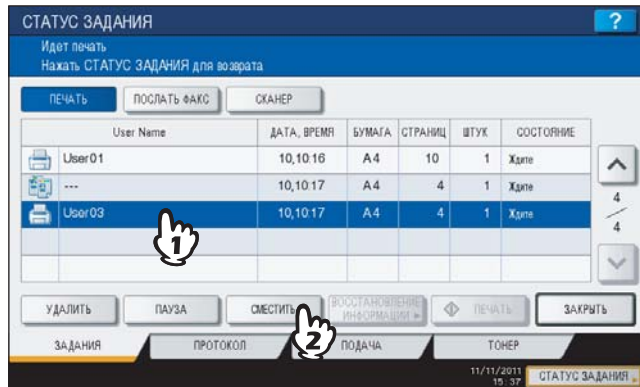 СТАТУС ЗАДАНИЯ ?
Идет печать
Нажать СТАТУС ЗАДАНИЯ для возврата
ПЕЧАТЬ ПОСЛАТЬ ФАКС СКАНЕР
User Name ДАТА, ВРЕМЯ БУМАГА СТРАНИЦ ШТУК СОСТОЯНИЕ
User01 10,10:16 A4 10 1 Ждите
--- 10,10:17 A4 4 1 Ждите
User03 10,10:17 A4 4 1 Ждите
4
4
1
УДАЛИТЬ ПАУЗА СМЕСТИТЬ ВОССТАНОВЛЕНИЕ ИНФОРМАЦИИ ПЕЧАТЬ ЗАКРЫТЬ
2
ЗАДАНИЯ ПРОТОКОЛ ПОДАЧА ТОНЕР
11/11/2011
15:37 СТАТУС ЗАДАНИЯ